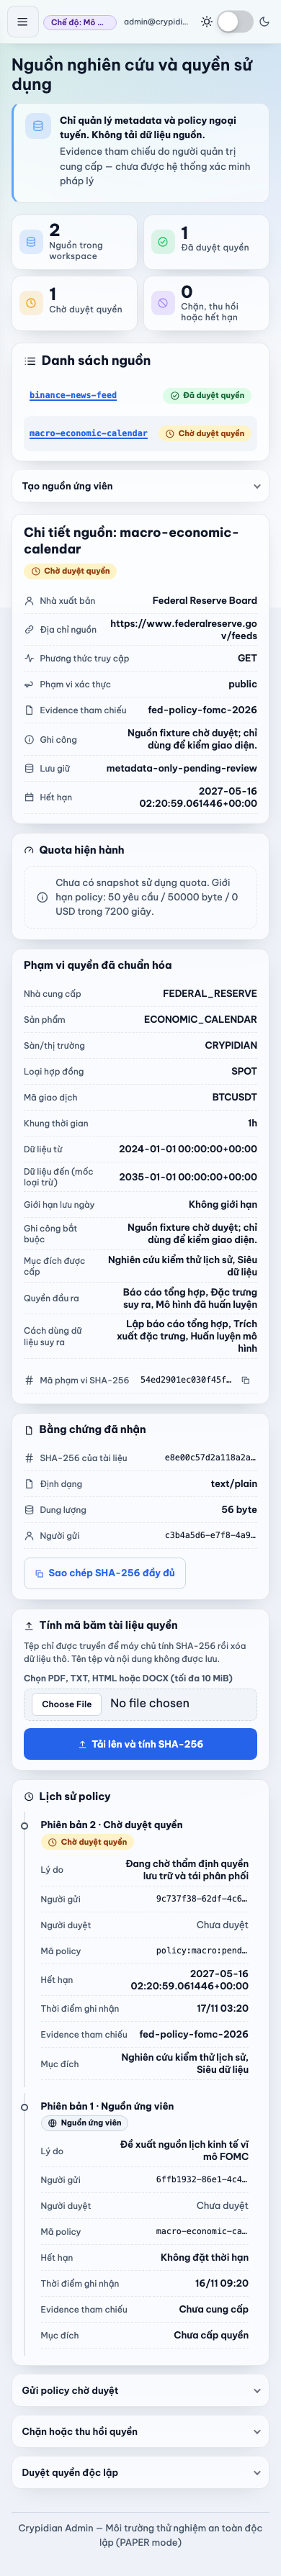 Chế độ: Mô ...
admin@crypidi...
Nguồn nghiên cứu và quyền sử
dụng
Chỉ quản lý metadata và policy ngoại
tuyến. Không tải dữ liệu nguồn.
Evidence tham chiếu do người quản trị
cung cấp — chưa được hệ thống xác minh
pháp lý
2
Nguồn trong
workspace
1
Đã duyệt quyền
1
Chờ duyệt quyền
0
Chặn, thu hồi
hoặc hết hạn
Danh sách nguồn
binance-news-feed
Đã duyệt quyền
macro-economic-calendar
Chờ duyệt quyền
Tạo nguồn ứng viên
Chi tiết nguồn: macro-economic-
calendar
Chờ duyệt quyền
Nhà xuất bản
Federal Reserve Board
Địa chỉ nguồn
https://www.federalreserve.go
v/feeds
Phương thức truy cập
GET
Phạm vi xác thực
public
Evidence tham chiếu
fed-policy-fomc-2026
Ghi công
Nguồn fixture chờ duyệt; chỉ
dùng để kiểm giao diện.
Lưu giữ
metadata-only-pending-review
Hết hạn
2027-05-16
02:20:59.061446+00:00
Quota hiện hành
Chưa có snapshot sử dụng quota. Giới
hạn policy: 50 yêu cầu / 50000 byte / 0
USD trong 7200 giây.
Phạm vi quyền đã chuẩn hóa
Nhà cung cấp
FEDERAL_RESERVE
Sản phẩm
ECONOMIC_CALENDAR
Sàn/thị trường
CRYPIDIAN
Loại hợp đồng
SPOT
Mã giao dịch
BTCUSDT
Khung thời gian
1h
Dữ liệu từ
2024-01-01 00:00:00+00:00
Dữ liệu đến (mốc
loại trừ)
2035-01-01 00:00:00+00:00
Giới hạn lưu ngày
Không giới hạn
Ghi công bắt
buộc
Nguồn fixture chờ duyệt; chỉ
dùng để kiểm giao diện.
Mục đích được
cấp
Nghiên cứu kiểm thử lịch sử, Siêu
dữ liệu
Quyền đầu ra
Báo cáo tổng hợp, Đặc trưng
suy ra, Mô hình đã huấn luyện
Cách dùng dữ
liệu suy ra
Lập báo cáo tổng hợp, Trích
xuất đặc trưng, Huấn luyện mô
hình
Mã phạm vi SHA-256
54ed2901ec030f45f...
Bằng chứng đã nhận
SHA-256 của tài liệu
e8e00c57d2a118a2a...
Định dạng
text/plain
Dung lượng
56 byte
Người gửi
c3b4a5d6-e7f8-4a9...
Sao chép SHA-256 đầy đủ
Tính mã băm tài liệu quyền
Tệp chỉ được truyền để máy chủ tính SHA-256 rồi xóa
dữ liệu thô. Tên tệp và nội dung không được lưu.
Chọn PDF, TXT, HTML hoặc DOCX (tối đa 10 MiB)
Choose File
No file chosen
Tải lên và tính SHA-256
Lịch sử policy
Phiên bản 2 · Chờ duyệt quyền
Chờ duyệt quyền
Lý do
Đang chờ thẩm định quyền
lưu trữ và tái phân phối
Người gửi
9c737f38-62df-4c6...
Người duyệt
Chưa duyệt
Mã policy
policy:macro:pend...
Hết hạn
2027-05-16
02:20:59.061446+00:00
Thời điểm ghi nhận
17/11 03:20
Evidence tham chiếu
fed-policy-fomc-2026
Mục đích
Nghiên cứu kiểm thử lịch sử,
Siêu dữ liệu
Phiên bản 1 · Nguồn ứng viên
Nguồn ứng viên
Lý do
Đề xuất nguồn lịch kinh tế vĩ
mô FOMC
Người gửi
6ffb1932-86e1-4c4...
Người duyệt
Chưa duyệt
Mã policy
macro-economic-ca...
Hết hạn
Không đặt thời hạn
Thời điểm ghi nhận
16/11 09:20
Evidence tham chiếu
Chưa cung cấp
Mục đích
Chưa cấp quyền
Gửi policy chờ duyệt
Chặn hoặc thu hồi quyền
Duyệt quyền độc lập
Crypidian Admin — Môi trường thử nghiệm an toàn độc
lập (PAPER mode)